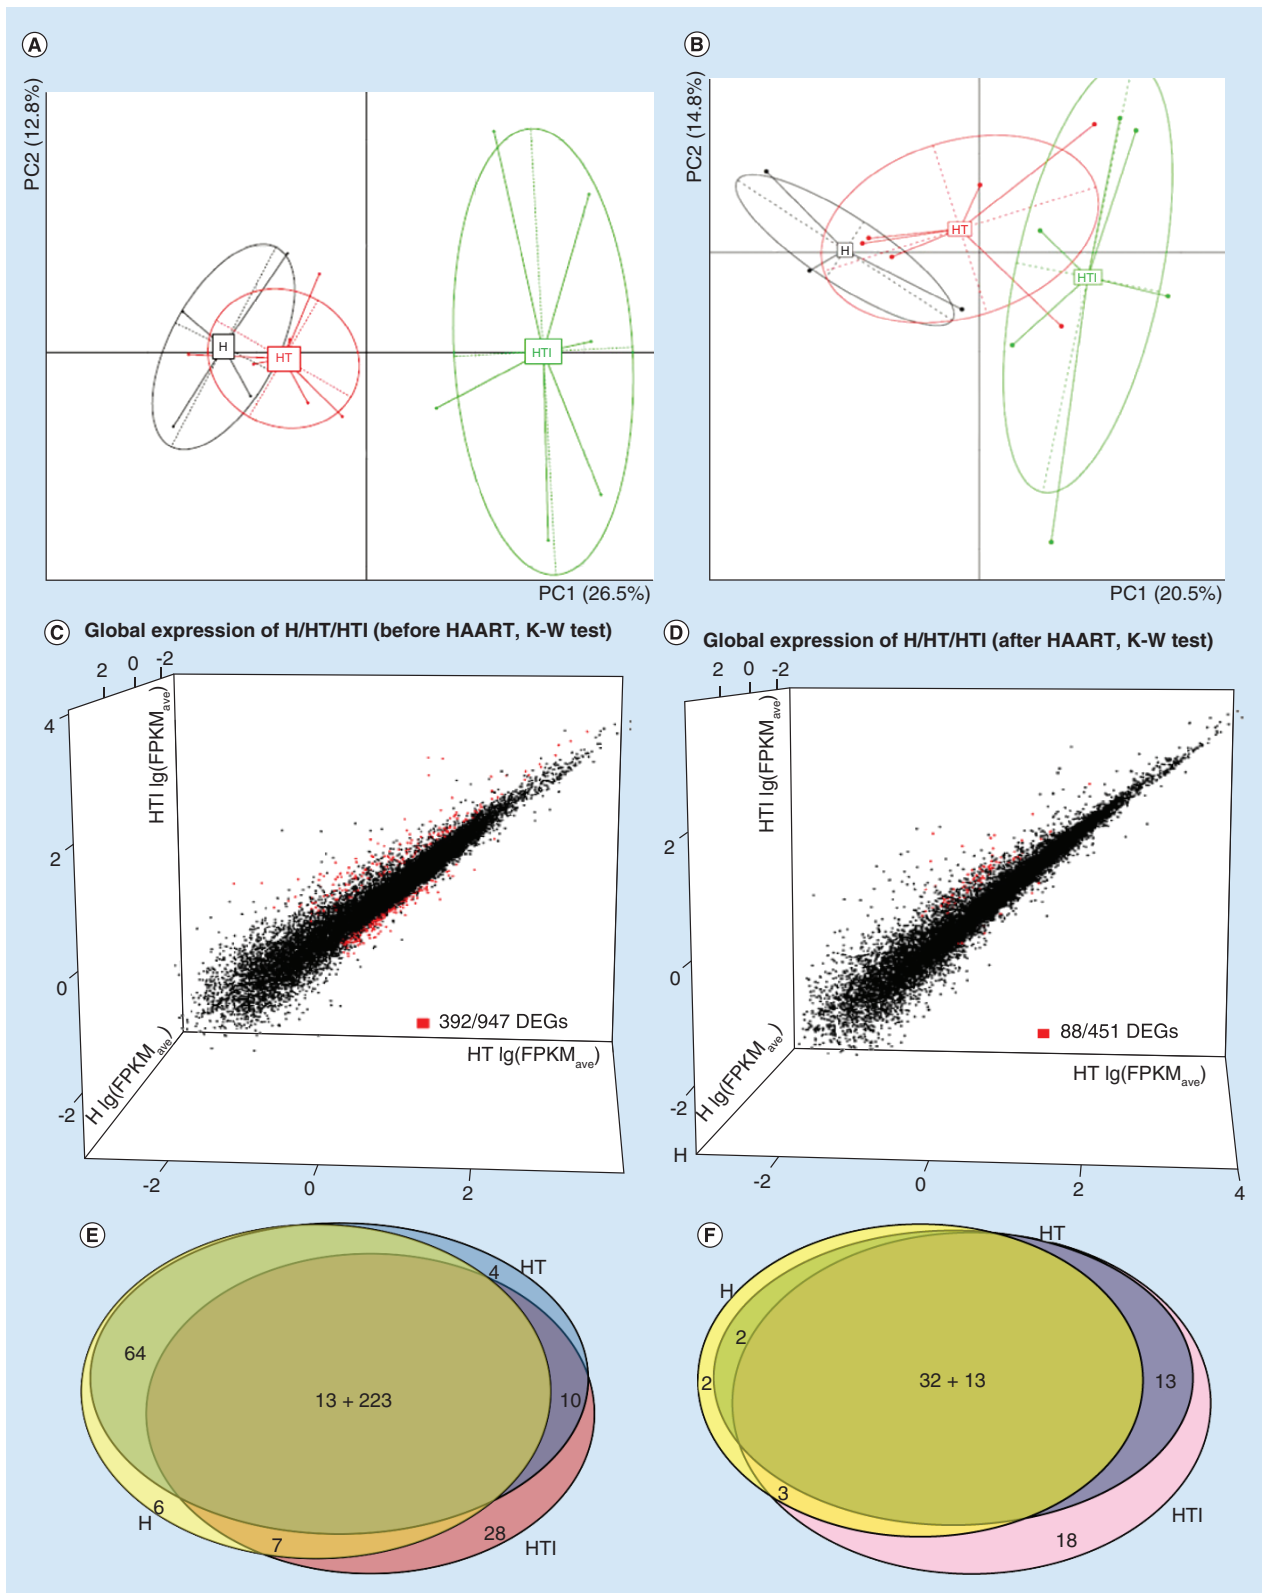 A
PC2 (12.8%)
H
HT
HTI
PC1 (26.5%)
B
PC2 (14.8%)
H
HT
HTI
PC1 (20.5%)
C Global expression of H/HT/HTI (before HAART, K-W test)
2 0 -2
4
2
0
-2
HTI lg(FPKMave)
H lg(FPKMave)
392/947 DEGs
HT lg(FPKMave)
-2 0 2
D Global expression of H/HT/HTI (after HAART, K-W test)
2 0 -2
2
0
-2
HTI lg(FPKMave)
H lg(FPKMave)
88/451 DEGs
HT lg(FPKMave)
H
-2 0 2 4
E
HT
4
64
13 + 223
10
6
H
7
28
HTI
F
HT
H
2
2
32 + 13
13
3
18
HTI